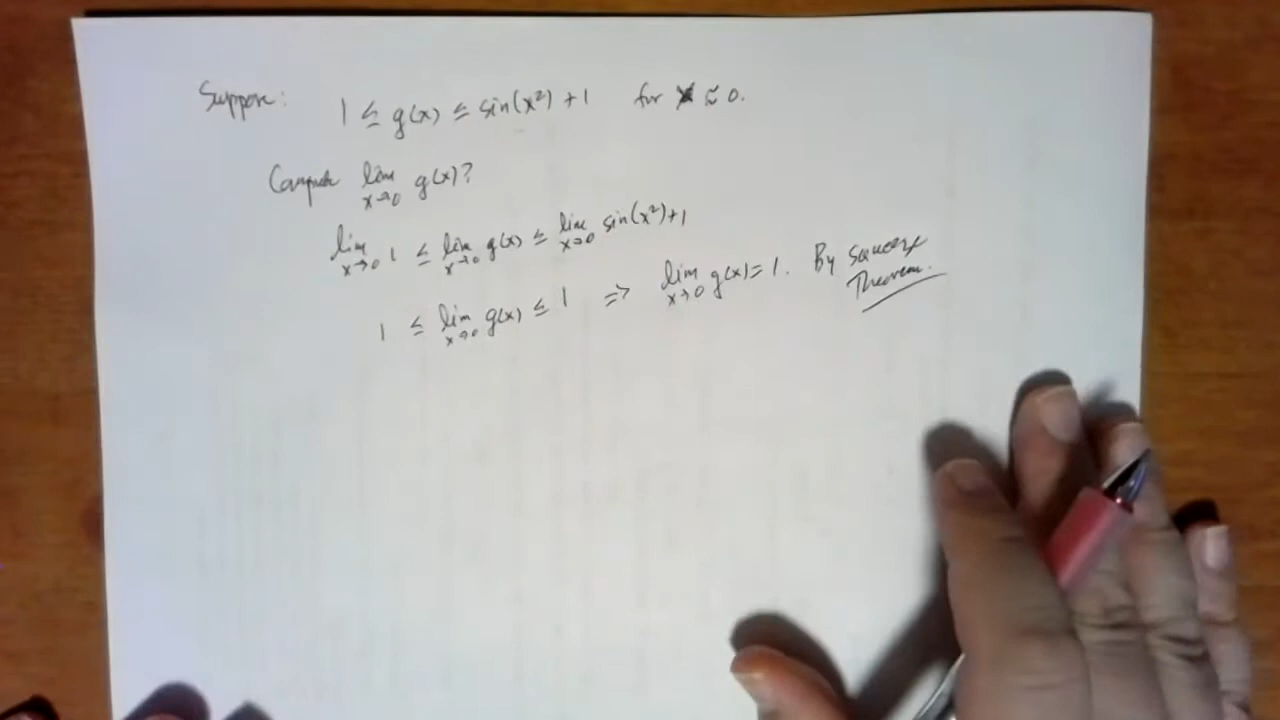 Suppose: 1 ≤ g(x) ≤ sin(x²) + 1 for x ≈ 0.
Compute lim x→0 g(x)?
lim x→0 1 ≤ lim x→0 g(x) ≤ lim x→0 sin(x²)+1
1 ≤ lim x→0 g(x) ≤ 1 ⇒ lim x→0 g(x) = 1. By Squeeze
Theorem.